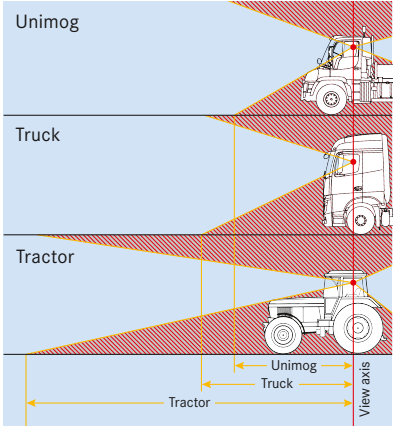 Unimog
Truck
Tractor
Unimog
Truck
Tractor
View axis